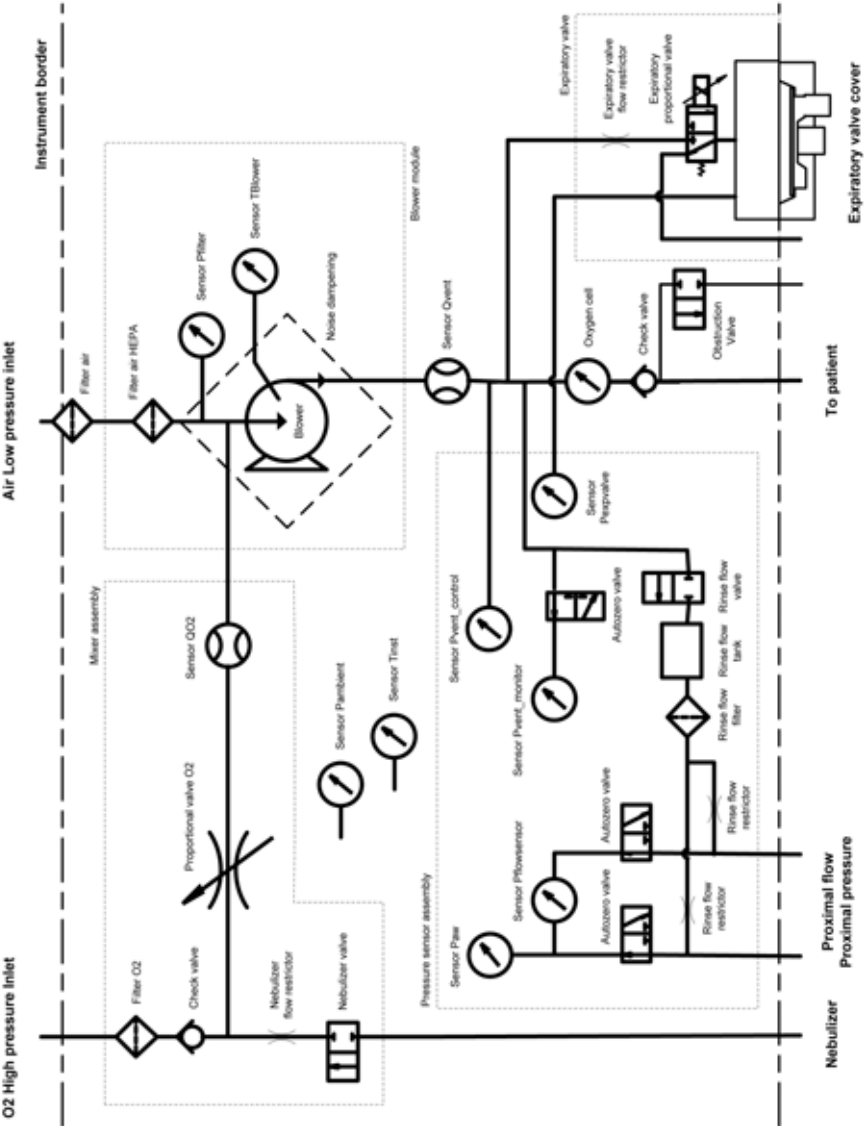 O2 High pressure Inlet
Air Low pressure inlet
Instrument border
Filter O2
Check valve
Nebulizer
flow restrictor
Nebulizer valve
Proportional valve O2
Sensor QO2
Mixer assembly
Sensor Pambient
Sensor Tinst
Filter air
Filter air HEPA
Sensor Pfilter
Sensor TBlower
Blower
Noise dampening
Blower module
Sensor Qvent
Pressure sensor assembly
Sensor Paw
Sensor Pflowsensor
Autozero valve
Autozero valve
Rinse flow
restrictor
Rinse flow
restrictor
Sensor Pvent_control
Sensor Pvent_monitor
Autozero valve
Rinse flow
filter
Rinse flow
tank
Rinse flow
valve
Sensor
Pexpvalve
Oxygen cell
Check valve
Obstruction
Valve
Expiratory valve
Expiratory valve
flow restrictor
Expiratory
proportional valve
Nebulizer
Proximal flow
Proximal pressure
To patient
Expiratory valve cover